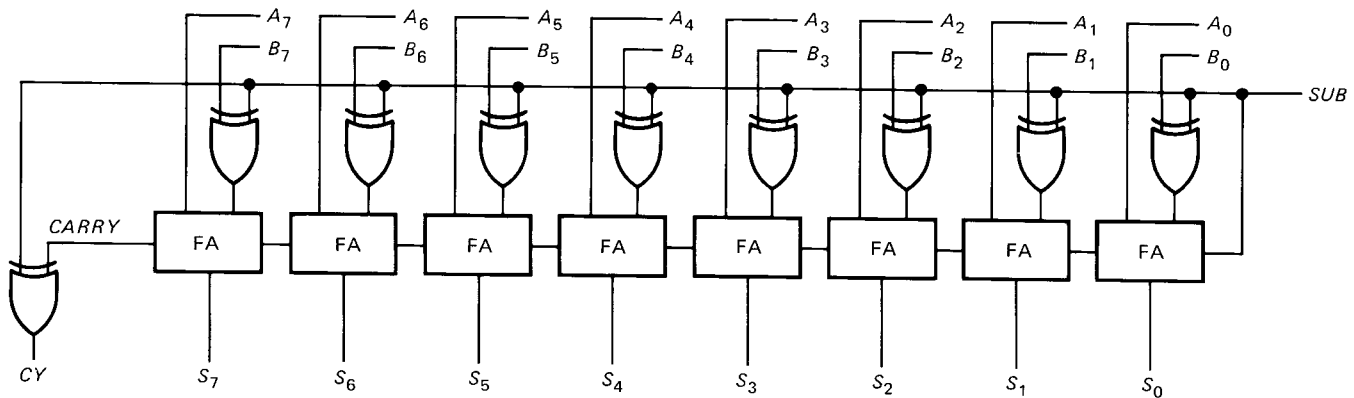 A7 A6 A5 A4 A3 A2 A1 A0
B7 B6 B5 B4 B3 B2 B1 B0
SUB
CARRY FA FA FA FA FA FA FA FA
CY S7 S6 S5 S4 S3 S2 S1 S0